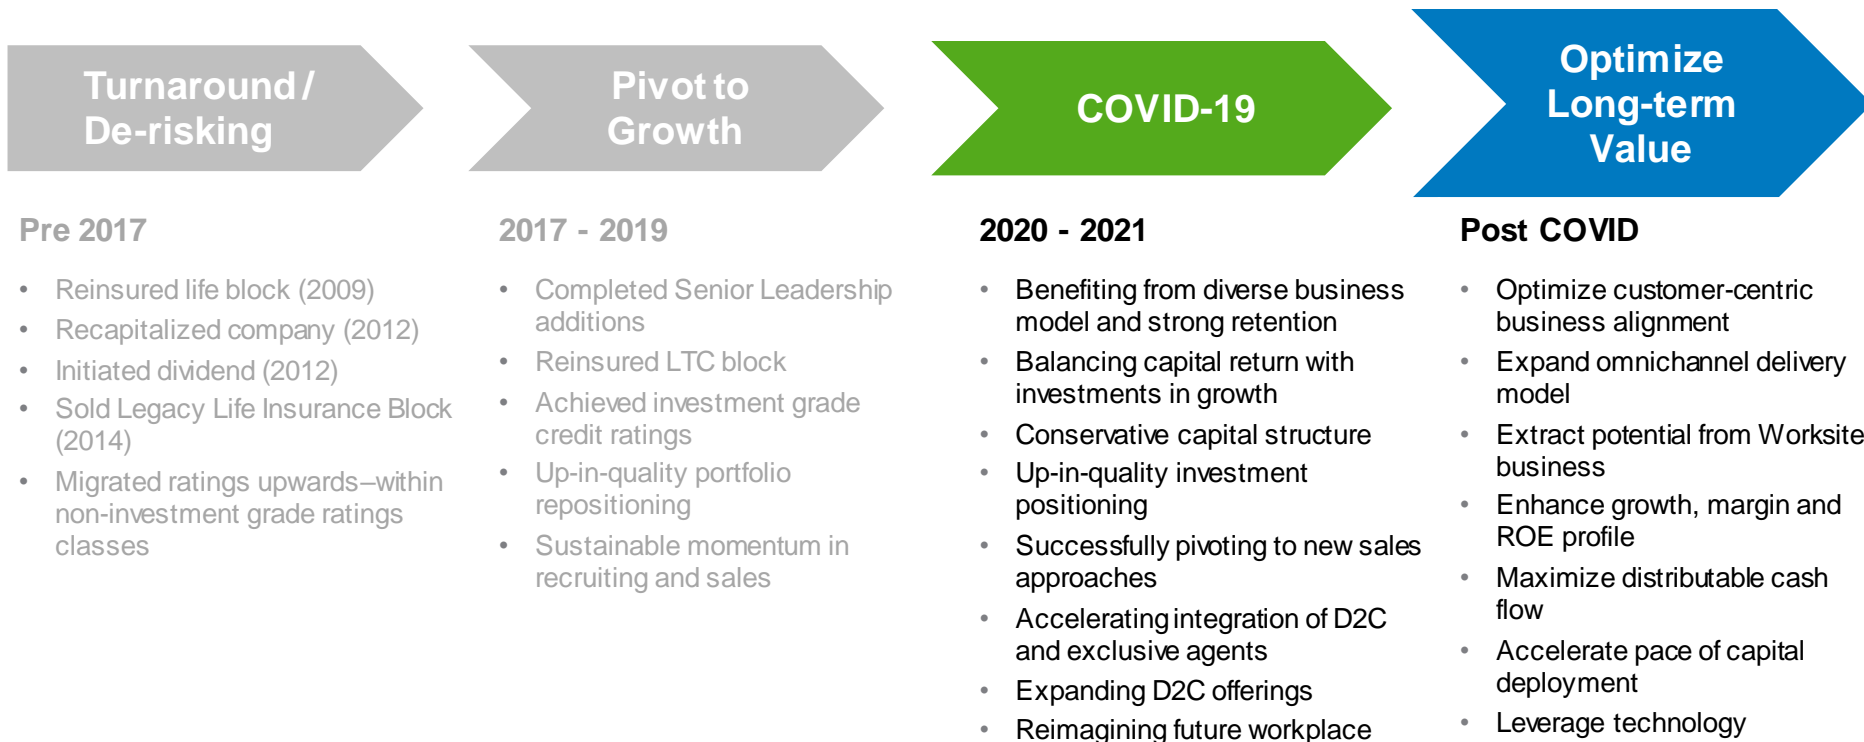 Turnaround /
De-risking
Pivot to
Growth
COVID-19
Optimize
Long-term
Value
Pre 2017
• Reinsured life block (2009)
• Recapitalized company (2012)
• Initiated dividend (2012)
• Sold Legacy Life Insurance Block
(2014)
• Migrated ratings upwards–within
non-investment grade ratings
classes
2017 - 2019
• Completed Senior Leadership
additions
• Reinsured LTC block
• Achieved investment grade
credit ratings
• Up-in-quality portfolio
repositioning
• Sustainable momentum in
recruiting and sales
2020 - 2021
• Benefiting from diverse business
model and strong retention
• Balancing capital return with
investments in growth
• Conservative capital structure
• Up-in-quality investment
positioning
• Successfully pivoting to new sales
approaches
• Accelerating integration of D2C
and exclusive agents
• Expanding D2C offerings
• Reimagining future workplace
Post COVID
• Optimize customer-centric
business alignment
• Expand omnichannel delivery
model
• Extract potential from Worksite
business
• Enhance growth, margin and
ROE profile
• Maximize distributable cash
flow
• Accelerate pace of capital
deployment
• Leverage technology